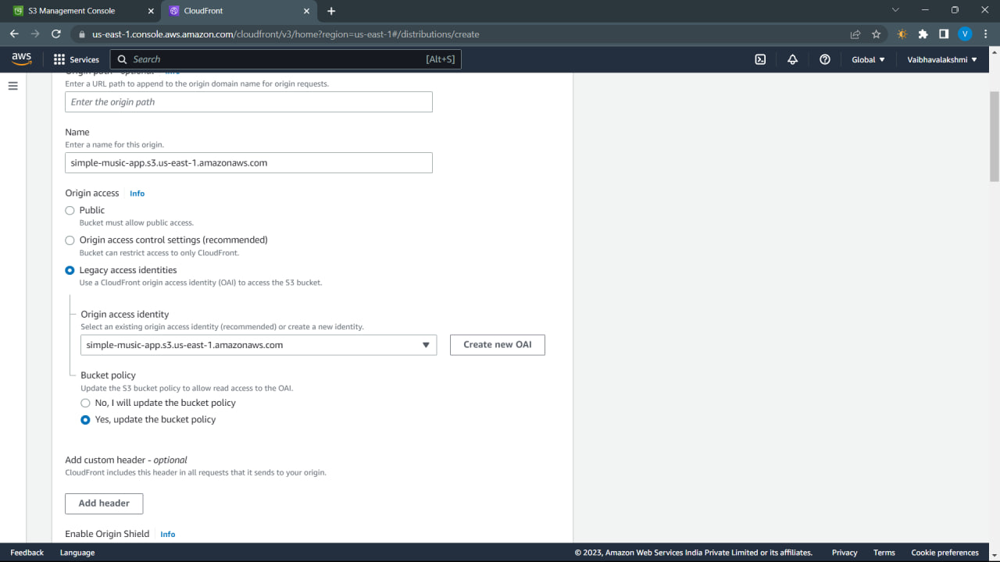 S3 Management Console
CloudFront
us-east-1.console.aws.amazon.com/cloudfront/v3/home?region=us-east-1#/distributions/create
V
aws
Services
Search
[Alt+S]
Global
Vaibhavalakshmi
Origin path - optional Info
Enter a URL path to append to the origin domain name for origin requests.
Enter the origin path
Name
Enter a name for this origin.
simple-music-app.s3.us-east-1.amazonaws.com
Origin access Info
Public
Bucket must allow public access.
Origin access control settings (recommended)
Bucket can restrict access to only CloudFront.
Legacy access identities
Use a CloudFront origin access identity (OAI) to access the S3 bucket.
Origin access identity
Select an existing origin access identity (recommended) or create a new identity.
simple-music-app.s3.us-east-1.amazonaws.com
Create new OAI
Bucket policy
Update the S3 bucket policy to allow read access to the OAI.
No, I will update the bucket policy
Yes, update the bucket policy
Add custom header - optional
CloudFront includes this header in all requests that it sends to your origin.
Add header
Enable Origin Shield Info
Feedback Language © 2023, Amazon Web Services India Private Limited or its affiliates. Privacy Terms Cookie preferences